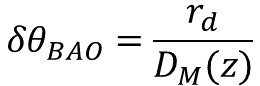 δθ_BAO = r_d / D_M(z)